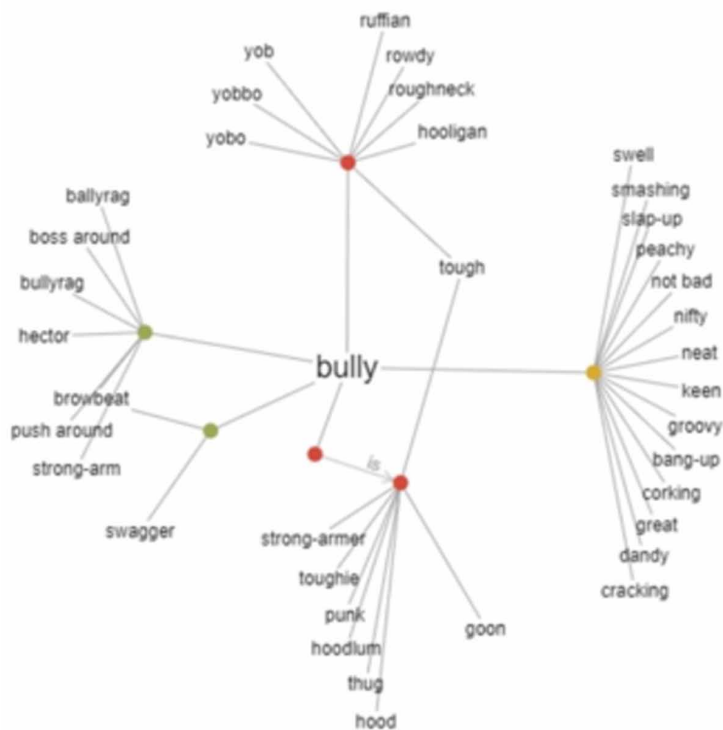 ruffian
yob
rowdy
yobbo
roughneck
yobo
hooligan
swell
smashing
ballyrag
slap-up
boss around
peachy
tough
bullyrag
not bad
nifty
hector
neat
bully
keen
browbeat
groovy
push around
bang-up
strong-arm
is
corking
swagger
great
strong-armer
dandy
toughie
cracking
punk
goon
hoodlum
thug
hood